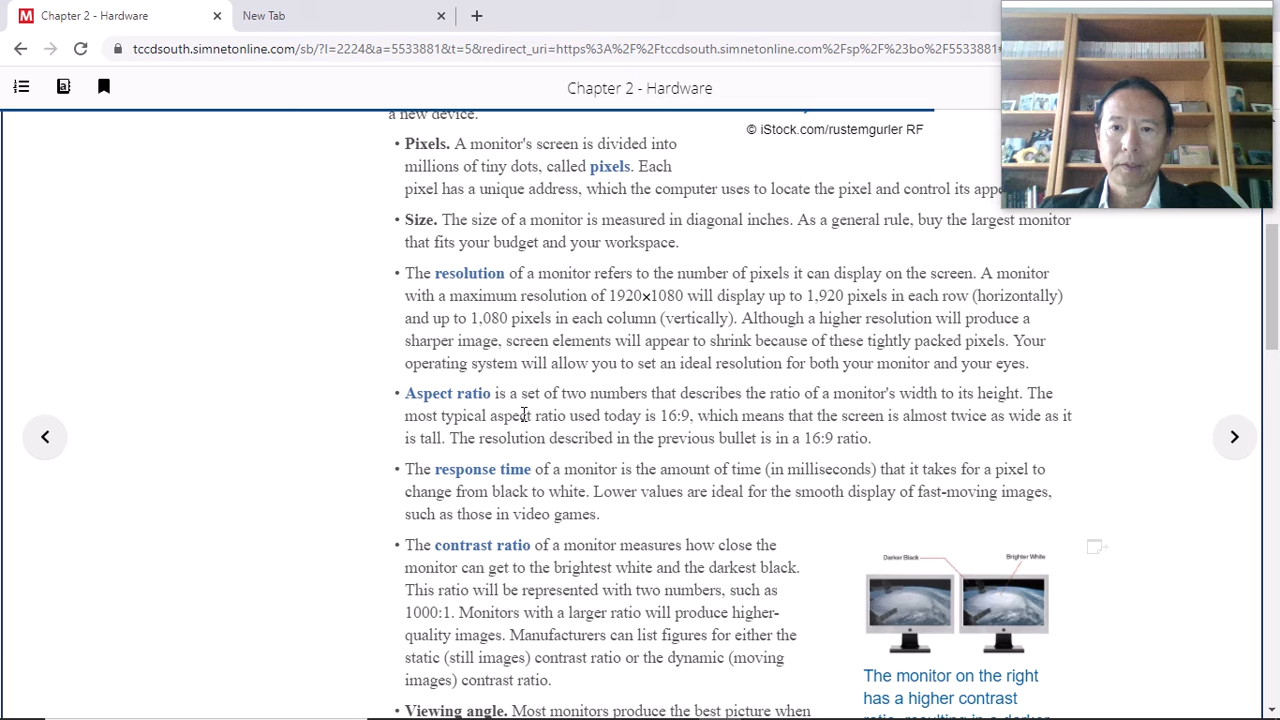 Chapter 2 - Hardware
New Tab
tccdsouth.simnetonline.com/sb/?l=2224&a=5533881&t=5&redirect_uri=https%3A%2F%2Ftccdsouth.simnetonline.com%2Fsp%2F%23bo%2F5533881
Chapter 2 - Hardware
a new device.
© iStock.com/rustemgurler RF
• Pixels. A monitor's screen is divided into
millions of tiny dots, called pixels. Each
pixel has a unique address, which the computer uses to locate the pixel and control its
• Size. The size of a monitor is measured in diagonal inches. As a general rule, buy the largest monitor
that fits your budget and your workspace.
• The resolution of a monitor refers to the number of pixels it can display on the screen. A monitor
with a maximum resolution of 1920×1080 will display up to 1,920 pixels in each row (horizontally)
and up to 1,080 pixels in each column (vertically). Although a higher resolution will produce a
sharper image, screen elements will appear to shrink because of these tightly packed pixels. Your
operating system will allow you to set an ideal resolution for both your monitor and your eyes.
• Aspect ratio is a set of two numbers that describes the ratio of a monitor's width to its height. The
most typical aspect ratio used today is 16:9, which means that the screen is almost twice as wide as it
is tall. The resolution described in the previous bullet is in a 16:9 ratio.
• The response time of a monitor is the amount of time (in milliseconds) that it takes for a pixel to
change from black to white. Lower values are ideal for the smooth display of fast-moving images,
such as those in video games.
• The contrast ratio of a monitor measures how close the
monitor can get to the brightest white and the darkest black.
This ratio will be represented with two numbers, such as
1000:1. Monitors with a larger ratio will produce higher-
quality images. Manufacturers can list figures for either the
static (still images) contrast ratio or the dynamic (moving
images) contrast ratio.
Darker Black
Brighter White
The monitor on the right
has a higher contrast
ratio, resulting in a darker
• Viewing angle. Most monitors produce the best picture when